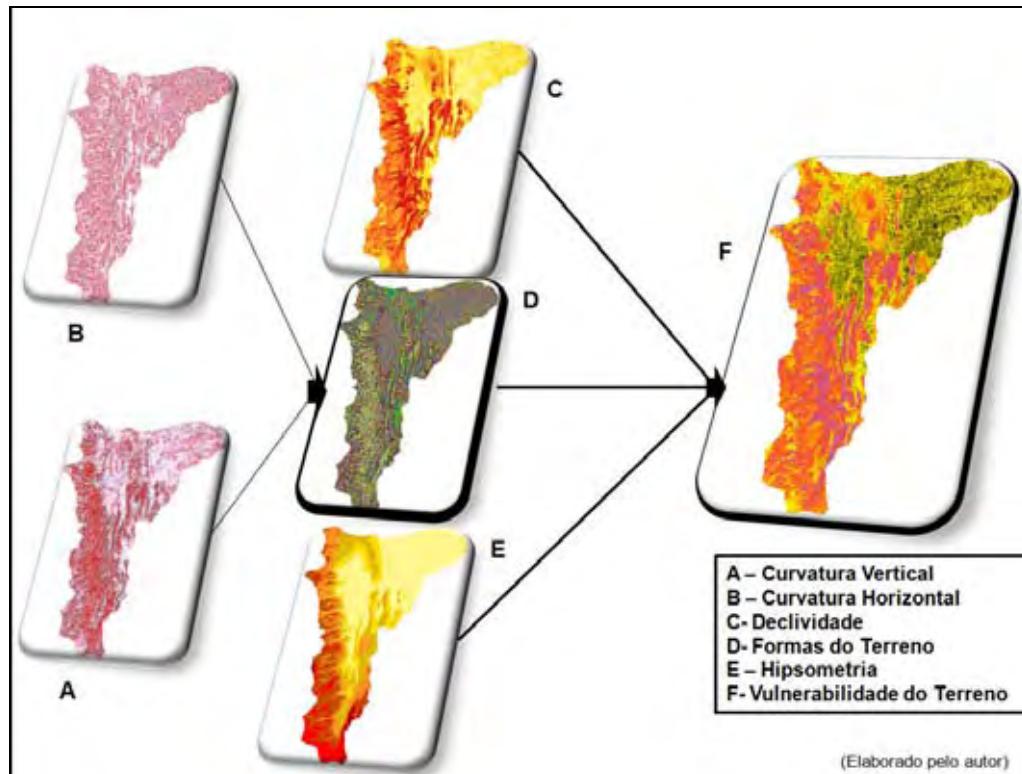 C
B
D
F
A
E
A – Curvatura Vertical
B – Curvatura Horizontal
C- Declividade
D- Formas do Terreno
E – Hipsometria
F- Vulnerabilidade do Terreno
(Elaborado pelo autor)